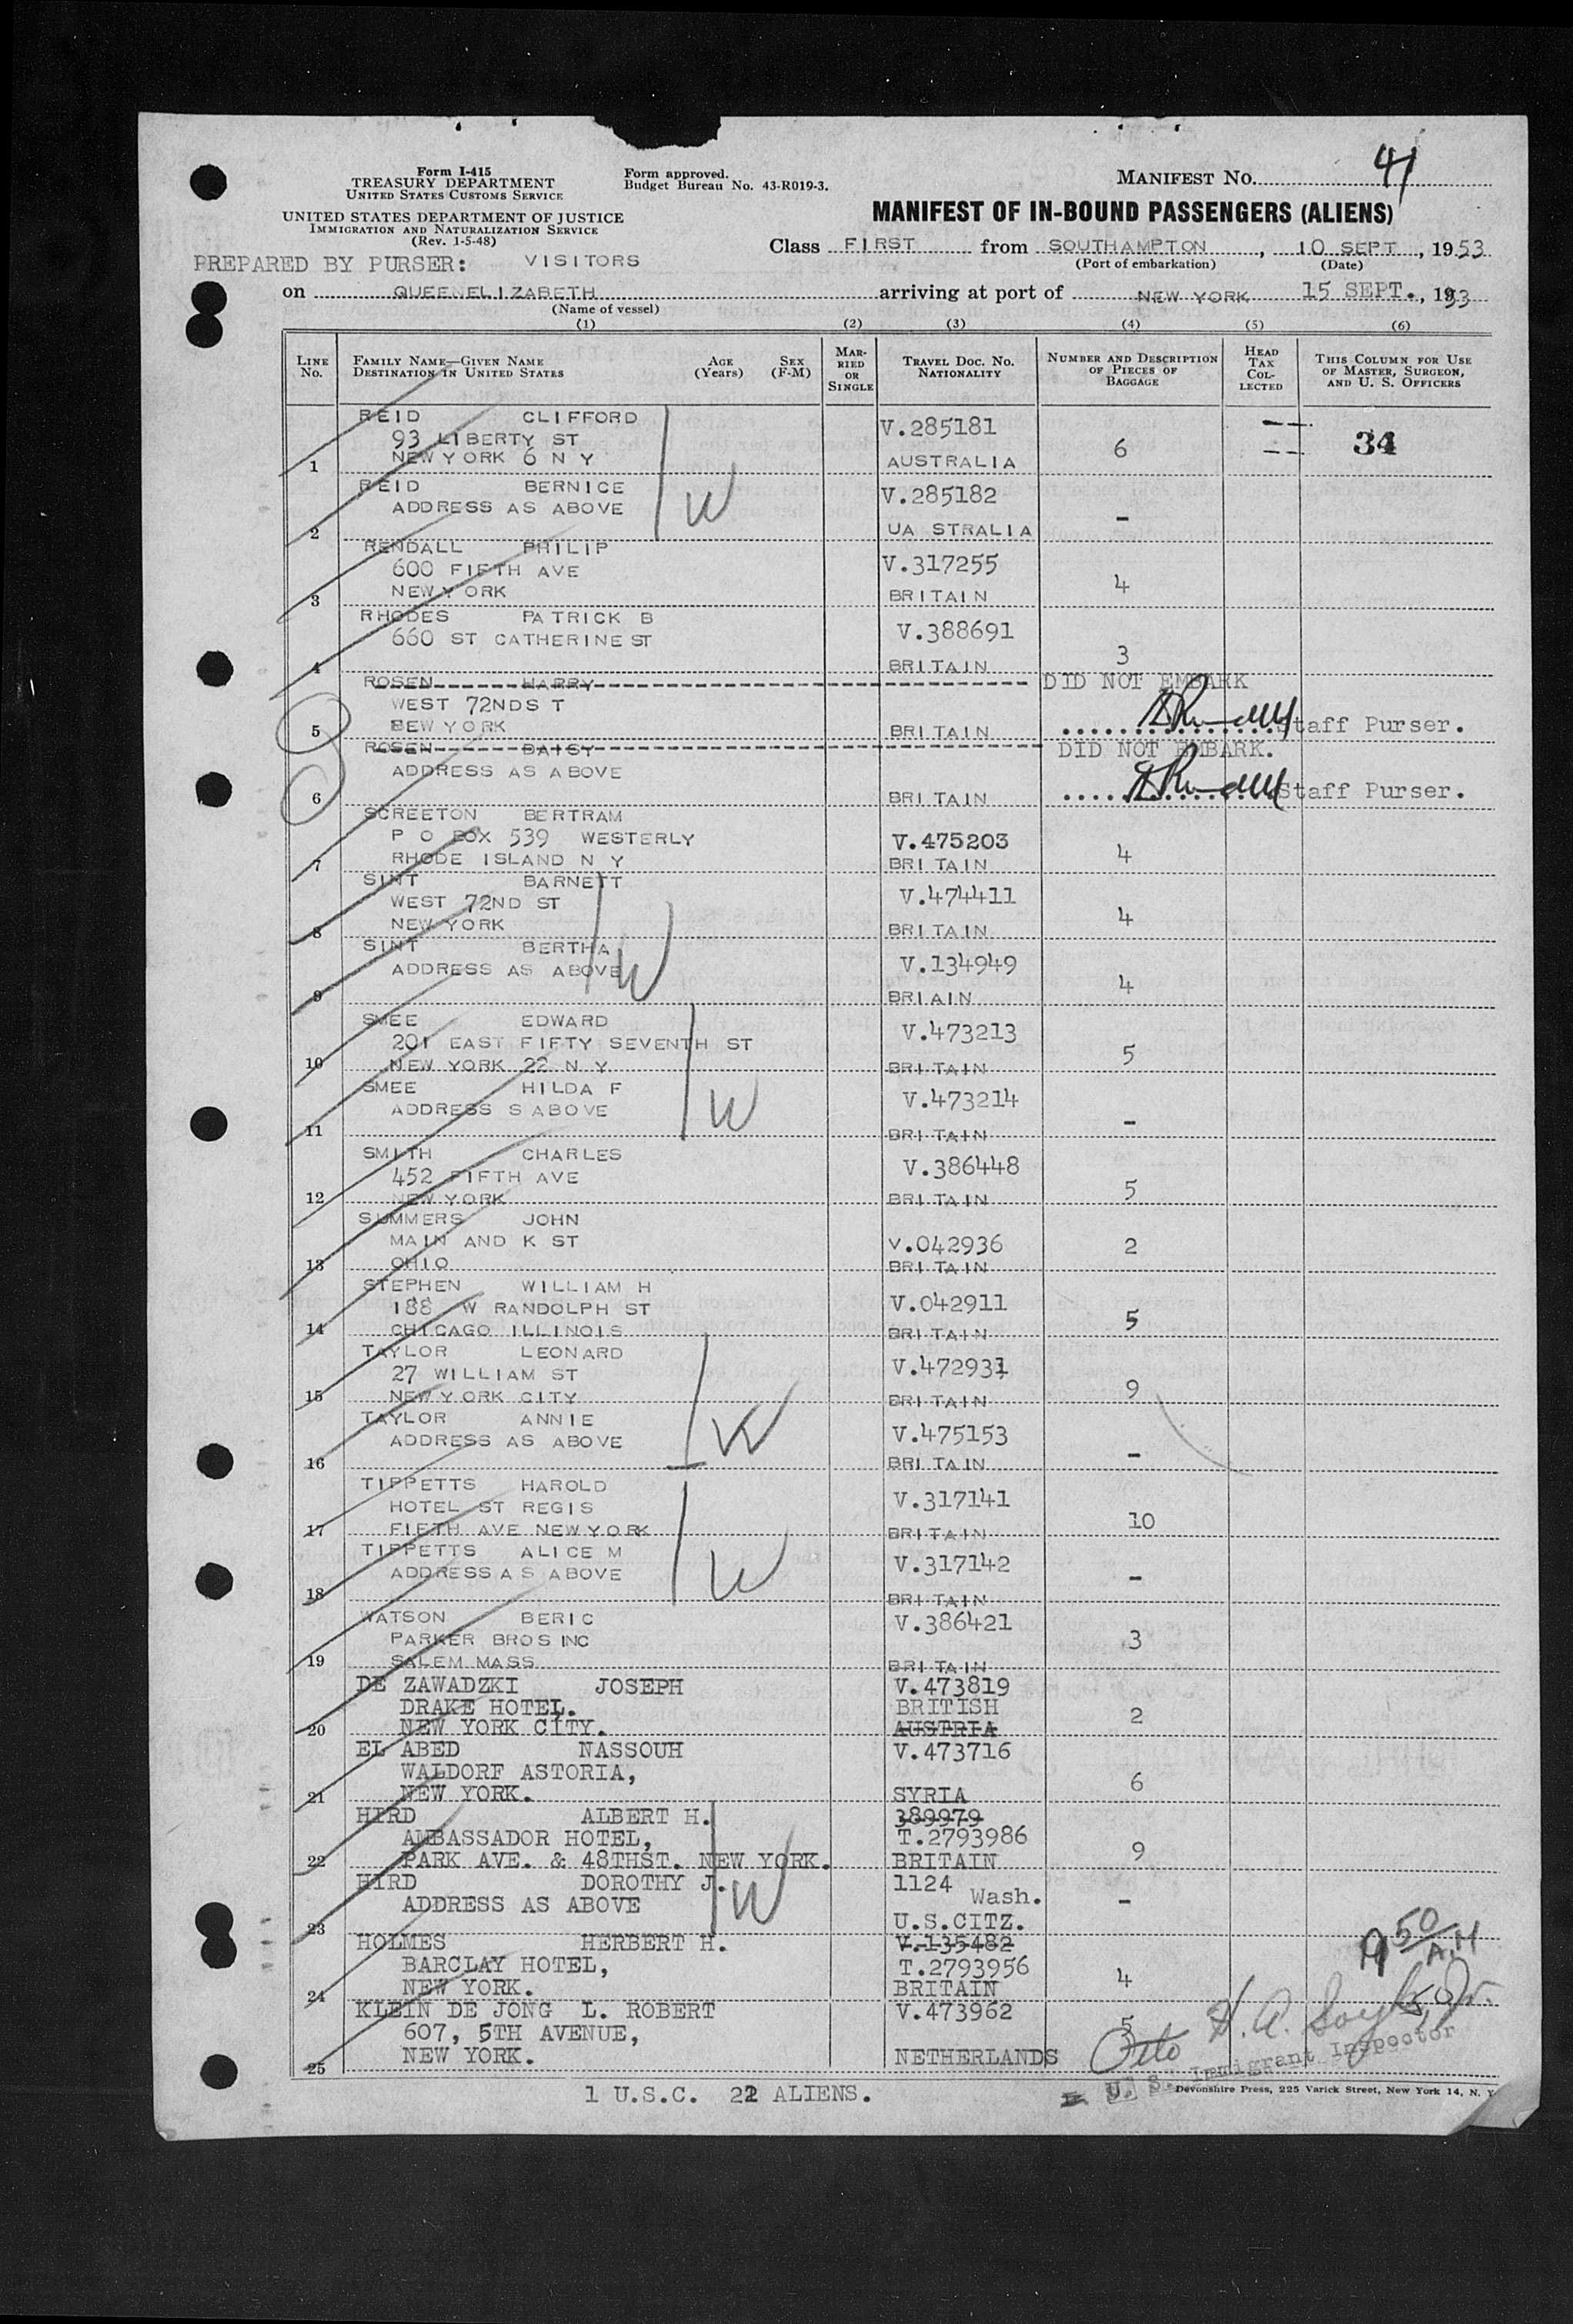 41
Form I-415
TREASURY DEPARTMENT
UNITED STATES CUSTOMS SERVICE
Form approved.
Budget Bureau No. 43-R019-3.
MANIFEST No.
UNITED STATES DEPARTMENT OF JUSTICE
IMMIGRATION AND NATURALIZATION SERVICE
(Rev. 1-5-48)
MANIFEST OF IN-BOUND PASSENGERS (ALIENS)
Class FIRST from SOUTHAMPTON, 10 SEPT, 1953
(Port of embarkation) (Date)
PREPARED BY PURSER: VISITORS
on QUEENELIZABETH arriving at port of NEW YORK 15 SEPT., 1953
(Name of vessel)
(1) (2) (3) (4) (5) (6)
LINE No. FAMILY NAME—GIVEN NAME DESTINATION IN UNITED STATES AGE (Years) SEX (F-M) MARRIED OR SINGLE TRAVEL DOC. No. NATIONALITY NUMBER AND DESCRIPTION OF PIECES OF BAGGAGE HEAD TAX COLLECTED THIS COLUMN FOR USE OF MASTER, SURGEON, AND U. S. OFFICERS
REID CLIFFORD V.285181
93 LIBERTY ST 6 34
1 NEW YORK 6 N Y AUSTRALIA
REID BERNICE V.285182
ADDRESS AS ABOVE W -
2 UA STRALIA
RENDALL PHILIP V.317255
600 FIFTH AVE 4
3 NEW YORK BRITAIN
RHODES PATRICK B V.388691
660 ST CATHERINE ST 3
4 BRITAIN
ROSEN HARRY DID NOT EMBARK
WEST 72NDS T
5 BEW YORK BRITAIN Staff Purser.
ROSEN DAISY DID NOT EMBARK.
ADDRESS AS ABOVE
6 BRITAIN Staff Purser.
SCREETON BERTRAM
P O BOX 539 WESTERLY V.475203 4
7 RHODE ISLAND N Y BRITAIN
SINT BARNETT V.474411
WEST 72ND ST 4
8 NEW YORK BRITAIN
SINT BERTHA V.134949
ADDRESS AS ABOVE W 4
9 BRIAIN
SMEE EDWARD V.473213
201 EAST FIFTY SEVENTH ST 5
10 NEW YORK 22 N Y BRITAIN
SMEE HILDA F V.473214
ADDRESS S ABOVE W -
11 BRITAIN
SMITH CHARLES V.386448
452 FIFTH AVE 5
12 NEW YORK BRITAIN
SUMMERS JOHN
MAIN AND K ST V.042936 2
13 OHIO BRITAIN
STEPHEN WILLIAM H V.042911
188 W RANDOLPH ST 5
14 CHICAGO ILLINOIS BRITAIN
TAYLOR LEONARD V.472931
27 WILLIAM ST 9
15 NEW YORK CITY BRITAIN
TAYLOR ANNIE V.475153
ADDRESS AS ABOVE W -
16 BRITAIN
TIPPETTS HAROLD V.317141
HOTEL ST REGIS 10
17 FIFTH AVE NEW YORK BRITAIN
TIPPETTS ALICE M V.317142
ADDRESS A S ABOVE W -
18 BRITAIN
WATSON BERIC V.386421
PARKER BROS INC 3
19 SALEM MASS BRITAIN
DE ZAWADZKI JOSEPH V.473819
DRAKE HOTEL. BRITISH 2
20 NEW YORK CITY. AUSTRIA
EL ABED NASSOUH V.473716
WALDORF ASTORIA, 6
21 NEW YORK. SYRIA
HIRD ALBERT H. 389979
AMBASSADOR HOTEL, T.2793986 9
22 PARK AVE. & 48THST. NEW YORK. BRITAIN
HIRD DOROTHY J. 1124
ADDRESS AS ABOVE W Wash. -
23 U.S.CITZ.
HOLMES HERBERT H. V.135482
BARCLAY HOTEL, T.2793956 4
24 NEW YORK. BRITAIN
9 50 A.M
KLEIN DE JONG L. ROBERT V.473962 5
607, 5TH AVENUE,
25 NEW YORK. NETHERLANDS
U. S. Immigrant Inspector
1 U.S.C. 22 ALIENS.
Devonshire Press, 225 Varick Street, New York 14, N. Y